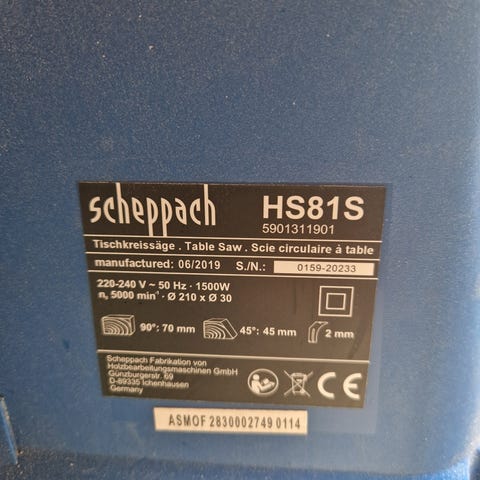 scheppach HS81S
5901311901
Tischkreissäge . Table Saw . Scie circulaire à table
manufactured: 06/2019 S./N.: 0159-20233
220-240 V ~ 50 Hz · 1500W
n₀ 5000 min⁻¹ · Ø 210 x Ø 30
90°: 70 mm 45°: 45 mm 2 mm
Scheppach Fabrikation von
Holzbearbeitungsmaschinen GmbH
Günzburgerstr. 69
D-89335 Ichenhausen
Germany
CE
ASMOF 2830002749 0114